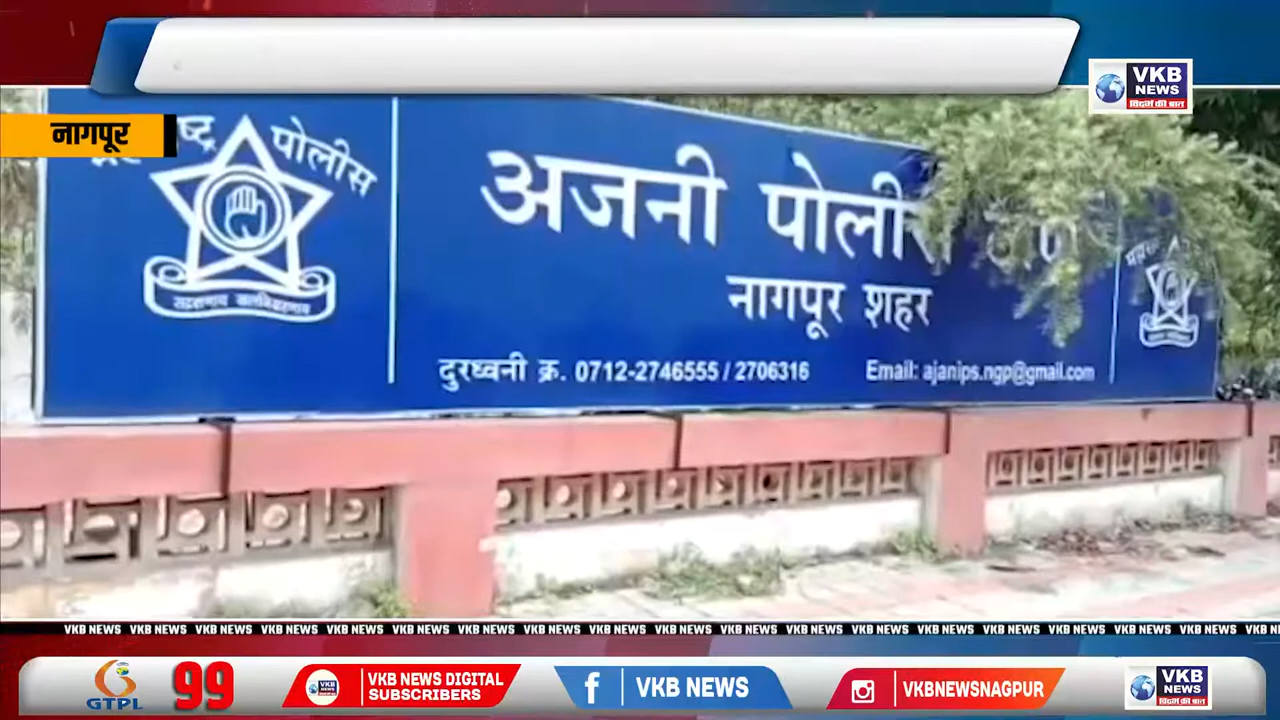 VKB
NEWS
विदर्भ की बात
नागपूर
पोलीस
अजनी
नागपूर शहर
दुरध्वनी क्र. 0712-2746555 / 2706316
Email: ajanips.ngp@gmail.com
VKB NEWS VKB NEWS VKB NEWS VKB NEWS VKB NEWS VKB NEWS VKB NEWS VKB NEWS VKB NEWS VKB NEWS VKB NEWS VKB NEWS VKB NEWS VKB NEWS VKB NEWS VKB NEWS VKB NEWS VKB NEWS
GTPL
99
VKB NEWS DIGITAL
SUBSCRIBERS
VKB NEWS
VKBNEWSNAGPUR
VKB
NEWS
विदर्भ की बात